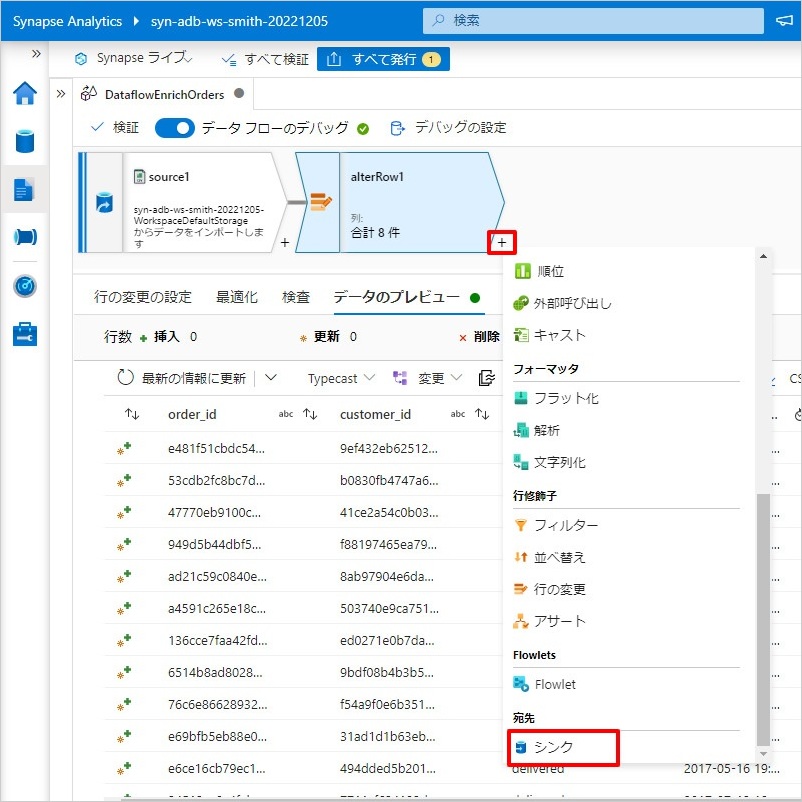 Synapse Analytics
syn-adb-ws-smith-20221205
検索
Synapse ライブ
すべて検証
すべて発行 1
DataflowEnrichOrders
検証
データ フローのデバッグ
デバッグの設定
source1
syn-adb-ws-smith-20221205-
WorkspaceDefaultStorage
からデータをインポートしま
す
+
alterRow1
列:
合計 8 件
+
行の変更の設定
最適化
検査
データのプレビュー
行数
挿入 0
更新 0
削除
最新の情報に更新
Typecast
変更
order_id
abc
customer_id
abc
e481f51cbdc54...
9ef432eb62512...
53cdb2fc8bc7d...
b0830fb4747a6...
47770eb9100c...
41ce2a54c0b03...
949d5b44dbf5...
f88197465ea79...
ad21c59c0840e...
8ab97904e6da...
a4591c265e18c...
503740e9ca751...
136cce7faa42fd...
ed0271e0b7da...
6514b8ad8028...
9bdf08b4b3b5...
76c6e86628932...
f54a9f0e6b351...
e69bfb5eb88e0...
31ad1d1b63eb...
e6ce16cb79ec1...
494dded5b201...
delivered
2017-05-16 19:...
順位
外部呼び出し
キャスト
フォーマッタ
フラット化
解析
文字列化
行修飾子
フィルター
並べ替え
行の変更
アサート
Flowlets
Flowlet
宛先
シンク